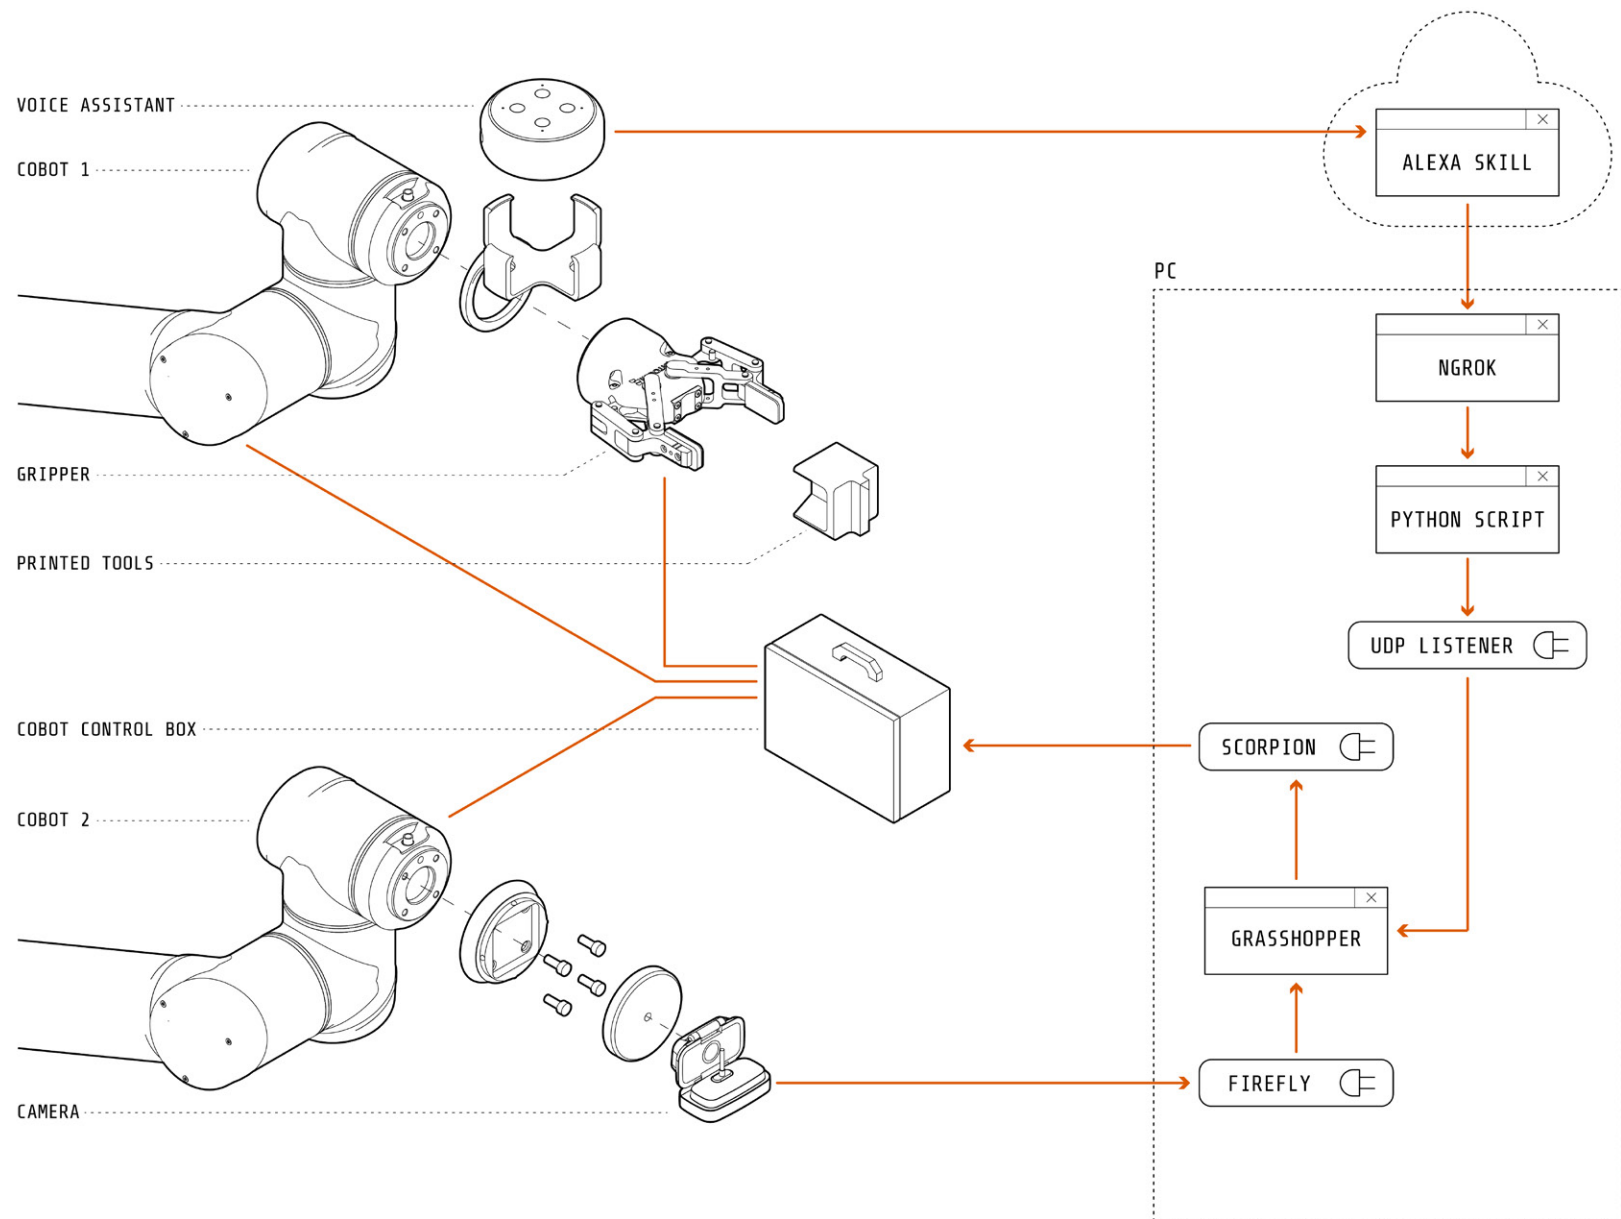 VOICE ASSISTANT
COBOT 1
GRIPPER
PRINTED TOOLS
COBOT CONTROL BOX
COBOT 2
CAMERA
ALEXA SKILL
PC
NGROK
PYTHON SCRIPT
UDP LISTENER
SCORPION
GRASSHOPPER
FIREFLY